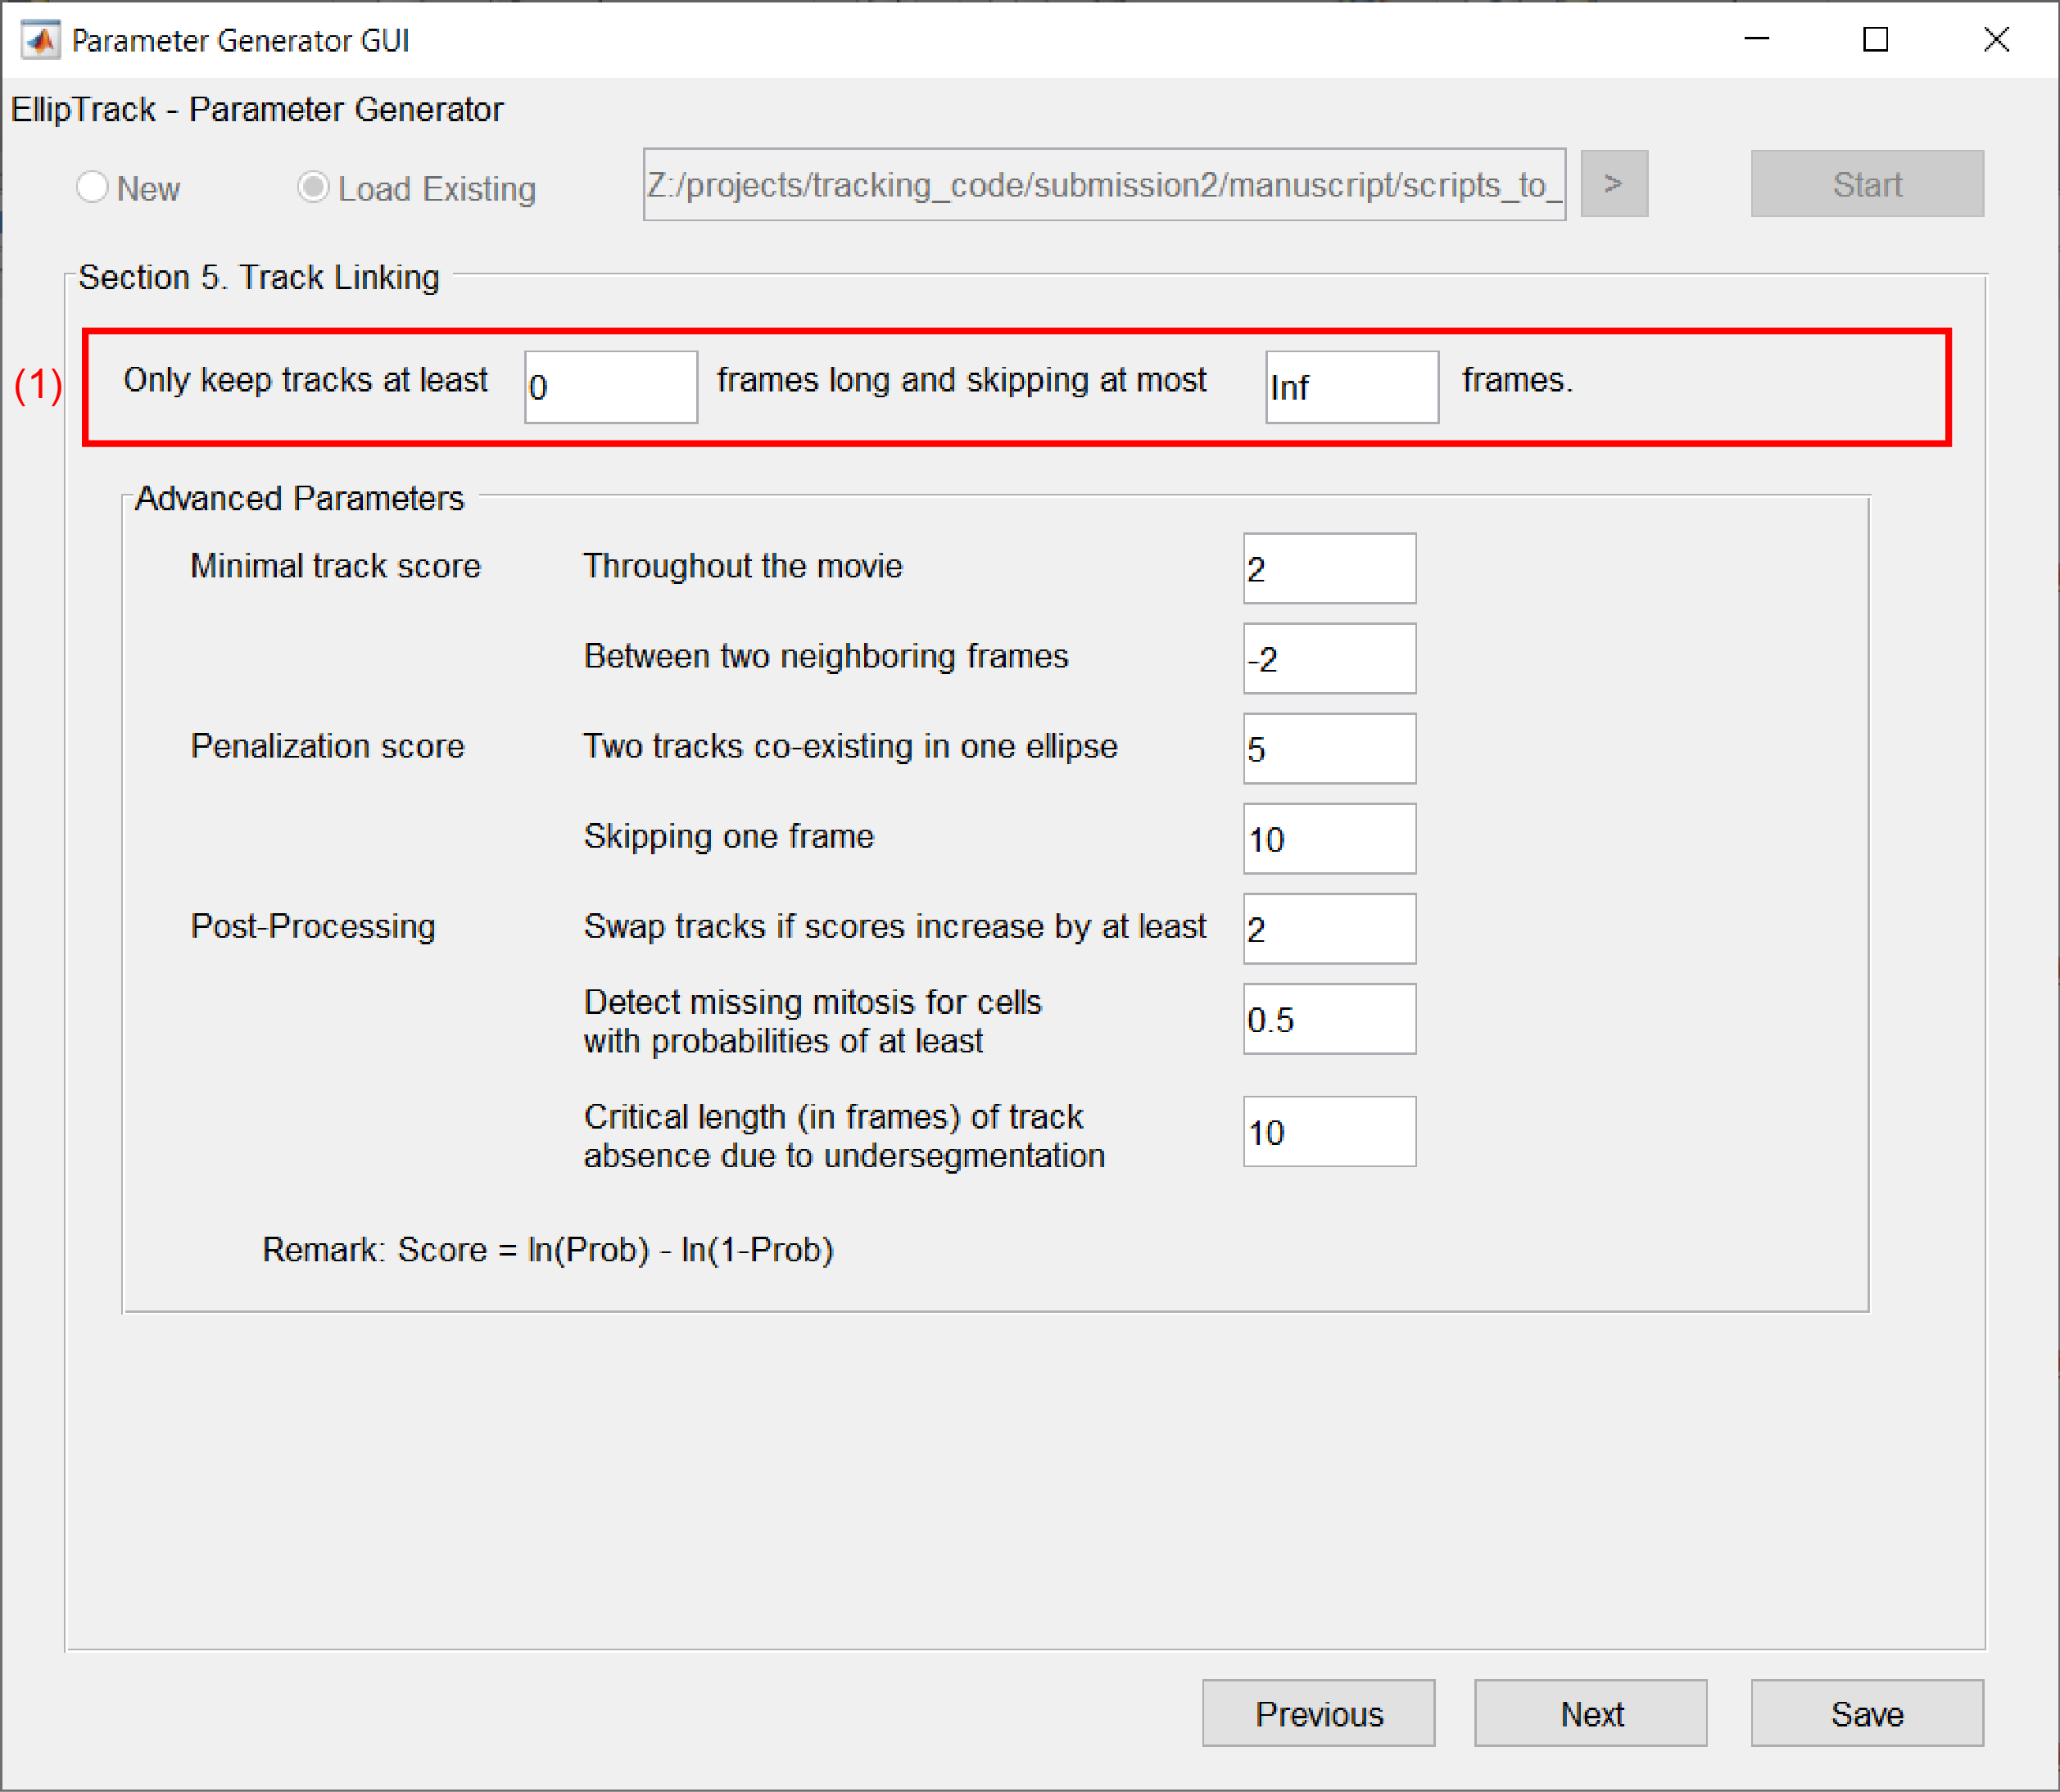 Parameter Generator GUI
EllipTrack - Parameter Generator
New Load Existing Z:/projects/tracking_code/submission2/manuscript/scripts_to_ > Start
Section 5. Track Linking
(1) Only keep tracks at least 0 frames long and skipping at most Inf frames.
Advanced Parameters
Minimal track score Throughout the movie 2
Between two neighboring frames -2
Penalization score Two tracks co-existing in one ellipse 5
Skipping one frame 10
Post-Processing Swap tracks if scores increase by at least 2
Detect missing mitosis for cells
with probabilities of at least 0.5
Critical length (in frames) of track
absence due to undersegmentation 10
Remark: Score = ln(Prob) - ln(1-Prob)
Previous Next Save